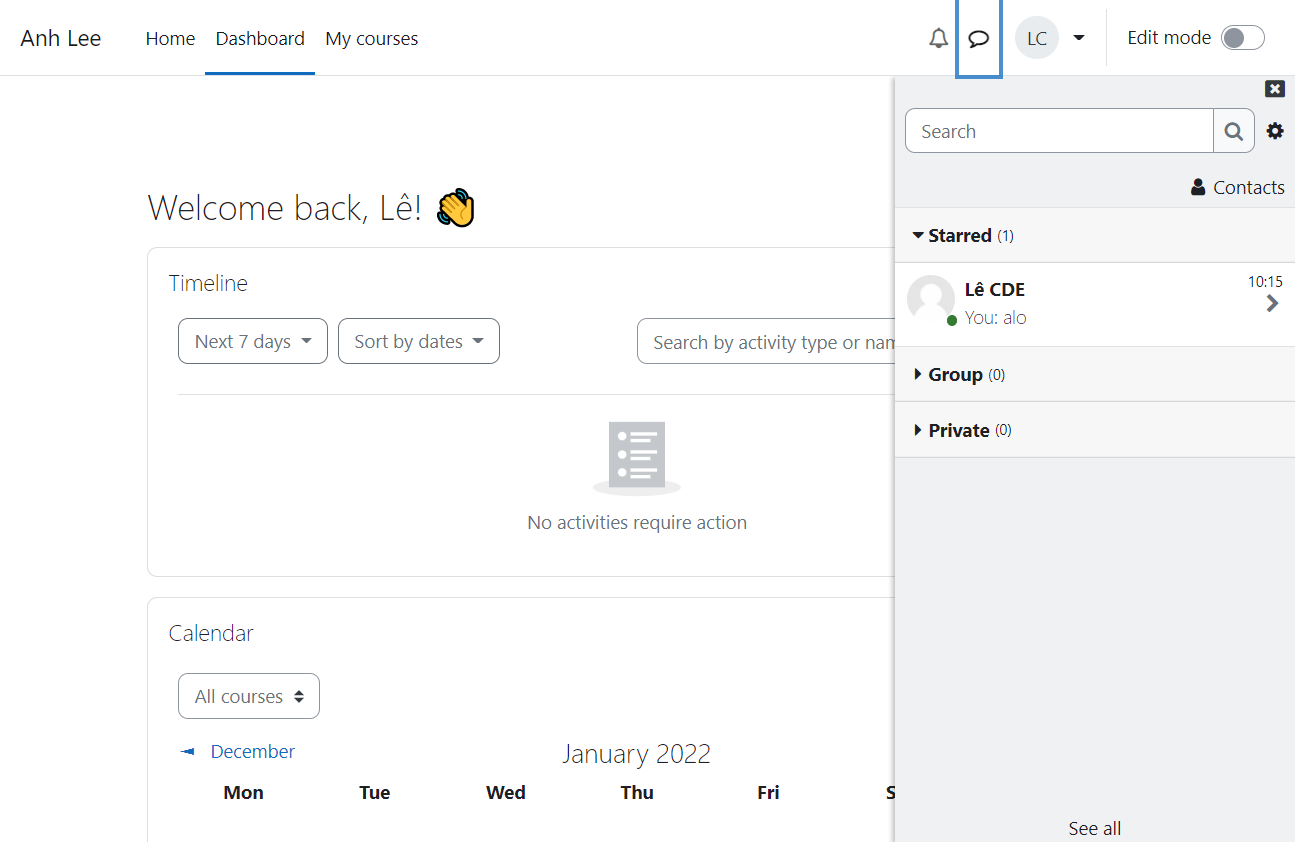 Anh Lee Home Dashboard My courses LC Edit mode
Search
Contacts
Welcome back, Lê!
Starred (1)
Lê CDE 10:15
You: alo
Group (0)
Private (0)
See all
Timeline
Next 7 days Sort by dates Search by activity type or nam
No activities require action
Calendar
All courses
December January 2022
Mon Tue Wed Thu Fri S